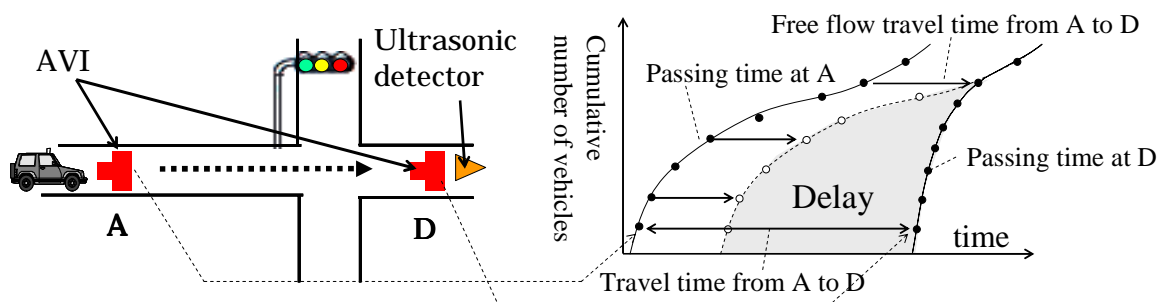 AVI
Ultrasonic
detector
A
D
Cumulative
number of vehicles
Free flow travel time from A to D
Passing time at A
Passing time at D
Delay
time
Travel time from A to D